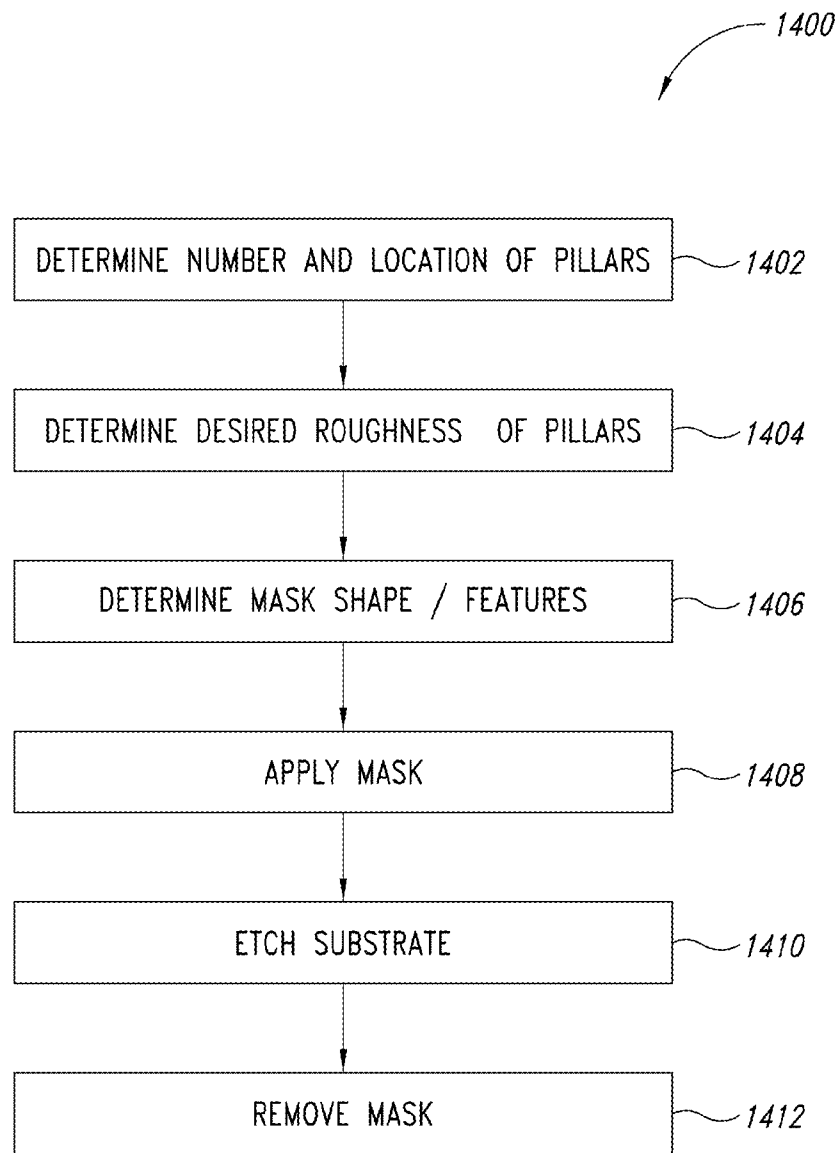 1400
DETERMINE NUMBER AND LOCATION OF PILLARS 1402
DETERMINE DESIRED ROUGHNESS OF PILLARS 1404
DETERMINE MASK SHAPE / FEATURES 1406
APPLY MASK 1408
ETCH SUBSTRATE 1410
REMOVE MASK 1412